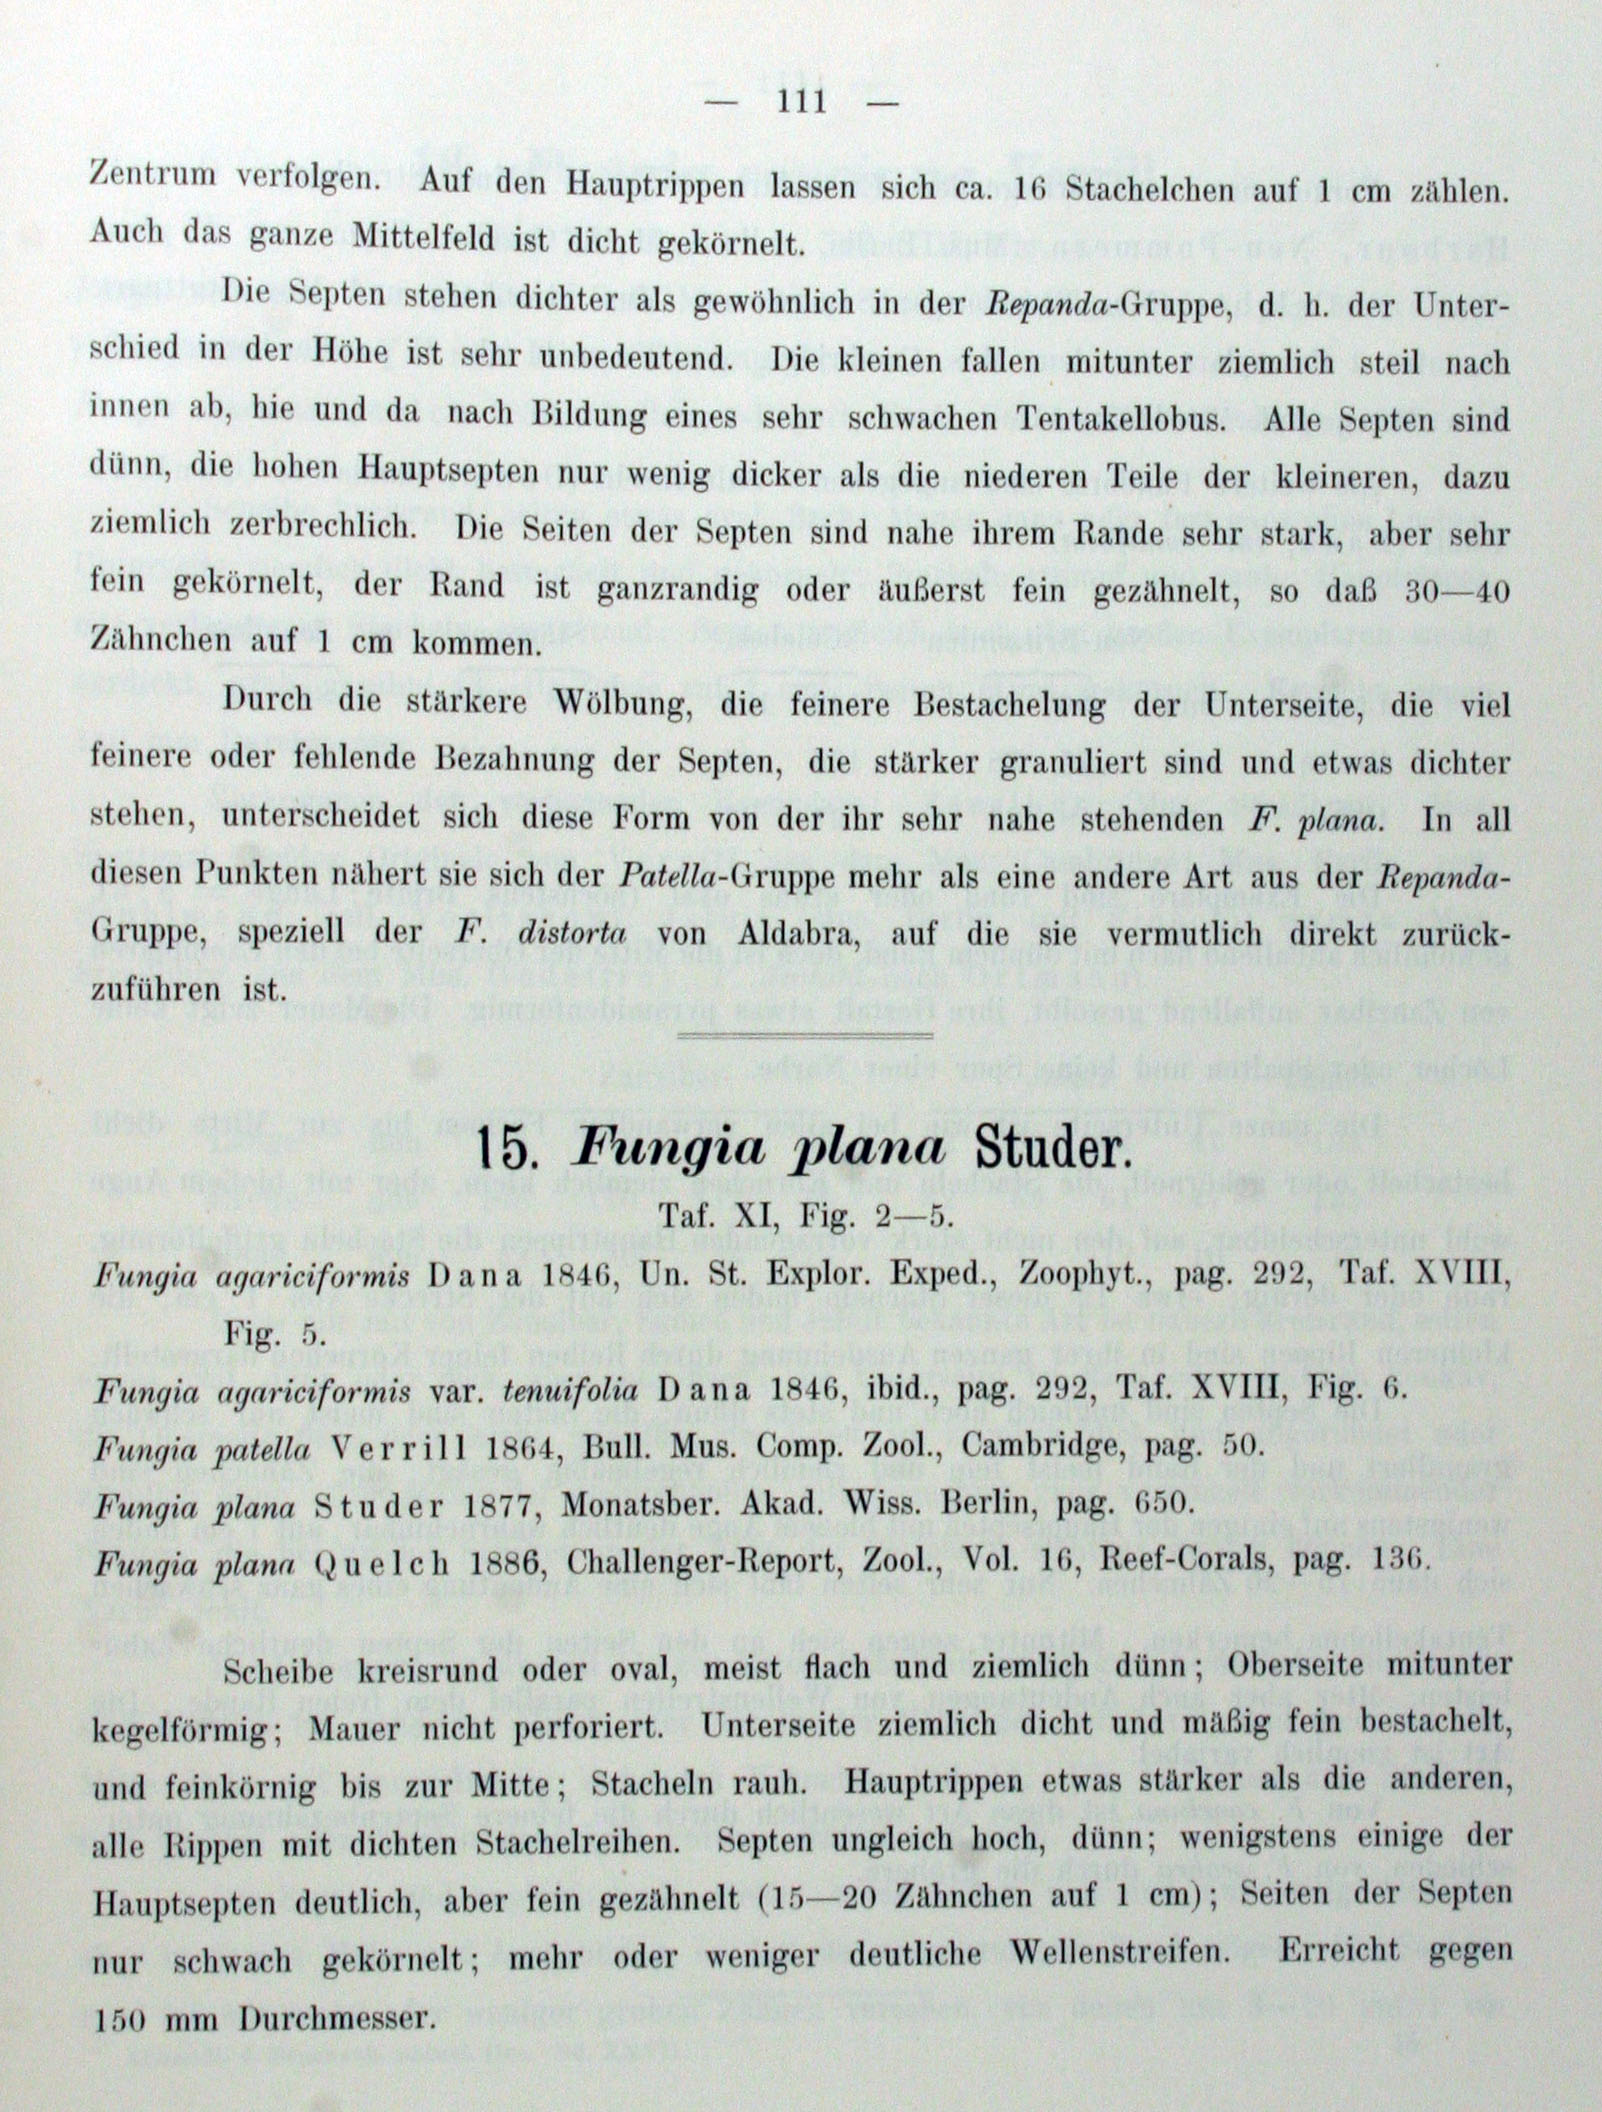 — 111 —
Zentrum verfolgen. Auf den Hauptrippen lassen sich ca. 16 Stachelchen auf 1 cm zählen.
Auch das ganze Mittelfeld ist dicht gekörnelt.
Die Septen stehen dichter als gewöhnlich in der Repanda-Gruppe, d. h. der Unter-
schied in der Höhe ist sehr unbedeutend. Die kleinen fallen mitunter ziemlich steil nach
innen ab, hie und da nach Bildung eines sehr schwachen Tentakellobus. Alle Septen sind
dünn, die hohen Hauptsepten nur wenig dicker als die niederen Teile der kleineren, dazu
ziemlich zerbrechlich. Die Seiten der Septen sind nahe ihrem Rande sehr stark, aber sehr
fein gekörnelt, der Rand ist ganzrandig oder äußerst fein gezähnelt, so daß 30—40
Zähnchen auf 1 cm kommen.
Durch die stärkere Wölbung, die feinere Bestachelung der Unterseite, die viel
feinere oder fehlende Bezahnung der Septen, die stärker granuliert sind und etwas dichter
stehen, unterscheidet sich diese Form von der ihr sehr nahe stehenden F. plana. In all
diesen Punkten nähert sie sich der Patella-Gruppe mehr als eine andere Art aus der Repanda-
Gruppe, speziell der F. distorta von Aldabra, auf die sie vermutlich direkt zurück-
zuführen ist.
15. Fungia plana Studer.
Taf. XI, Fig. 2—5.
Fungia agariciformis Dana 1846, Un. St. Explor. Exped., Zoophyt., pag. 292, Taf. XVIII,
Fig. 5.
Fungia agariciformis var. tenuifolia Dana 1846, ibid., pag. 292, Taf. XVIII, Fig. 6.
Fungia patella Verrill 1864, Bull. Mus. Comp. Zool., Cambridge, pag. 50.
Fungia plana Studer 1877, Monatsber. Akad. Wiss. Berlin, pag. 650.
Fungia plana Quelch 1886, Challenger-Report, Zool., Vol. 16, Reef-Corals, pag. 136.
Scheibe kreisrund oder oval, meist flach und ziemlich dünn; Oberseite mitunter
kegelförmig; Mauer nicht perforiert. Unterseite ziemlich dicht und mäßig fein bestachelt,
und feinkörnig bis zur Mitte; Stacheln rauh. Hauptrippen etwas stärker als die anderen,
alle Rippen mit dichten Stachelreihen. Septen ungleich hoch, dünn; wenigstens einige der
Hauptsepten deutlich, aber fein gezähnelt (15—20 Zähnchen auf 1 cm); Seiten der Septen
nur schwach gekörnelt; mehr oder weniger deutliche Wellenstreifen. Erreicht gegen
150 mm Durchmesser.